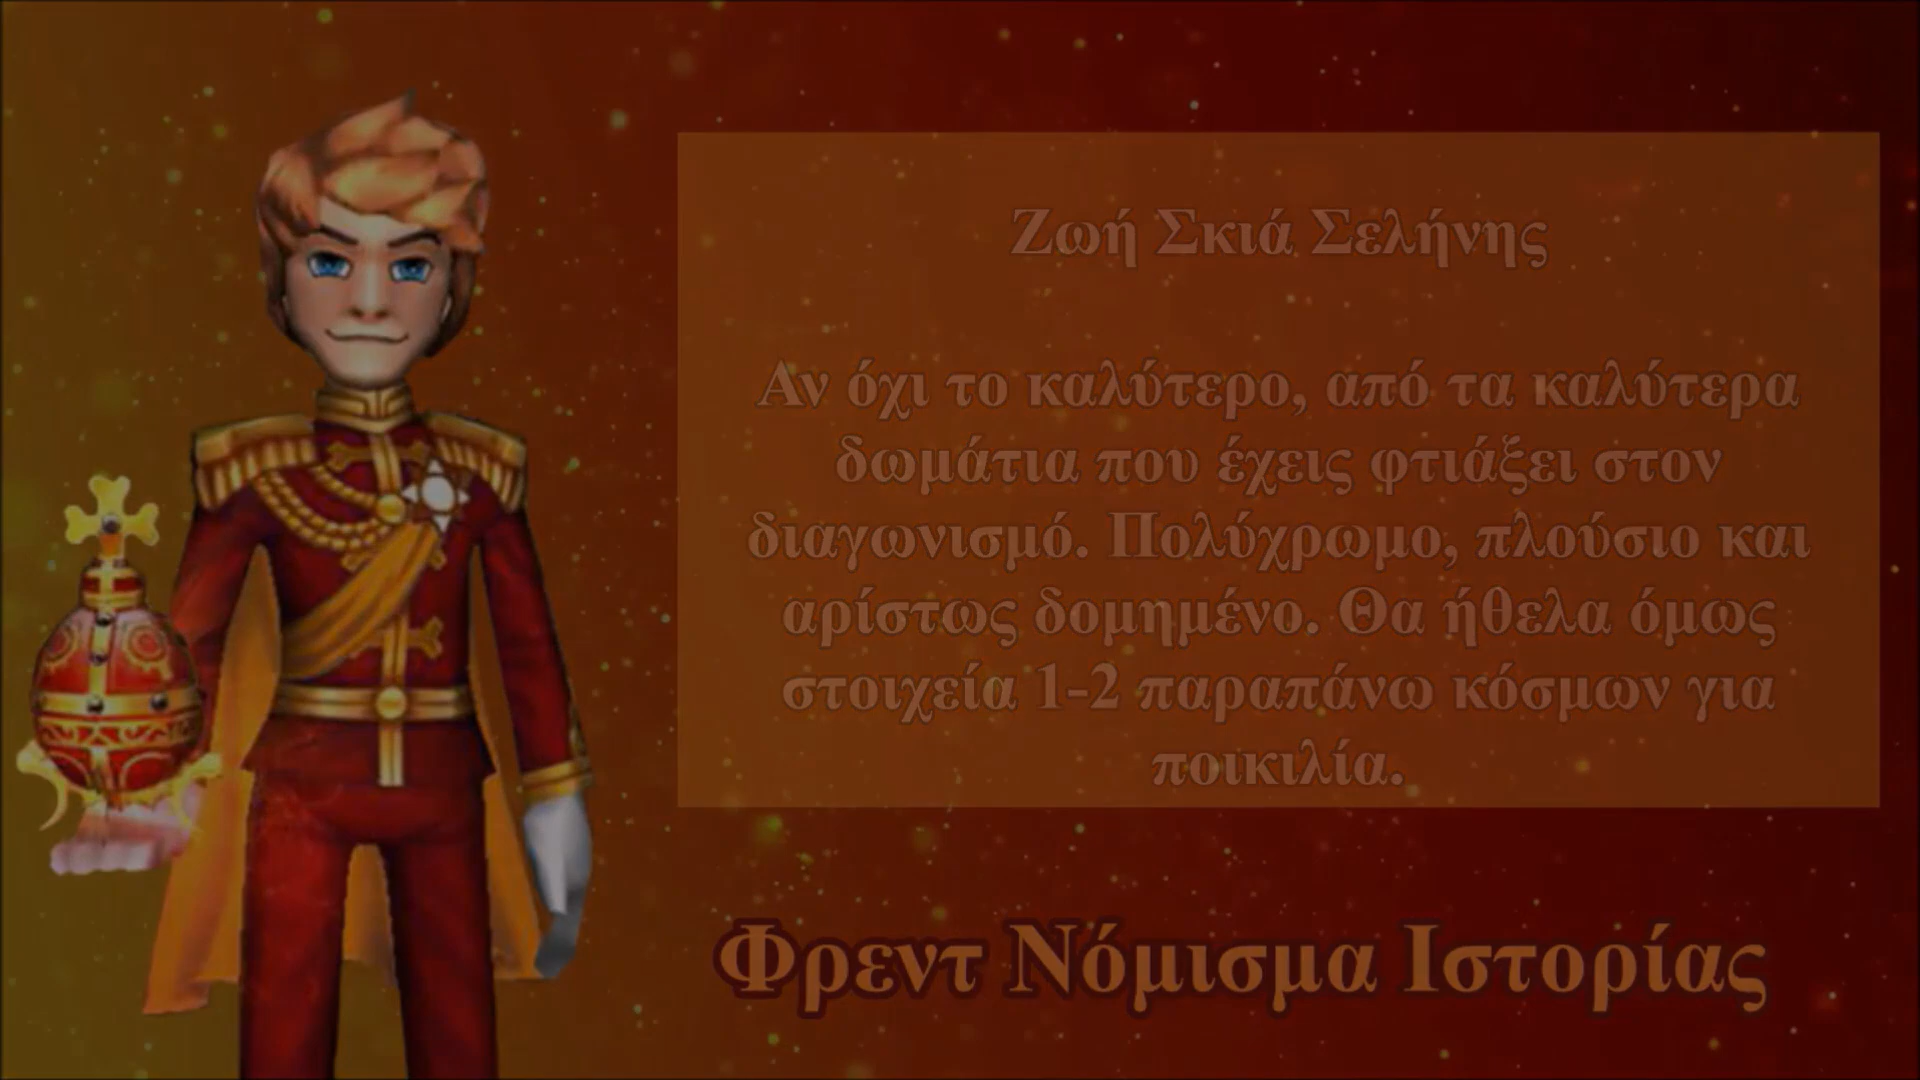 Ζωή Σκιά Σελήνης
Αν όχι το καλύτερο, από τα καλύτερα
δωμάτια που έχεις φτιάξει στον
διαγωνισμό. Πολύχρωμο, πλούσιο και
αρίστως δομημένο. Θα ήθελα όμως
στοιχεία 1-2 παραπάνω κόσμων για
ποικιλία.
Φρεντ Νόμισμα Ιστορίας